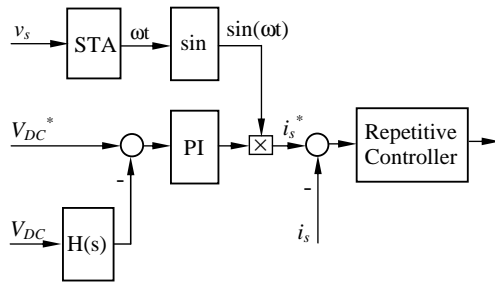 v_s
STA
ωt
sin
sin(ωt)
V_DC*
-
PI
×
i_s*
Repetitive
Controller
V_DC
H(s)
-
i_s